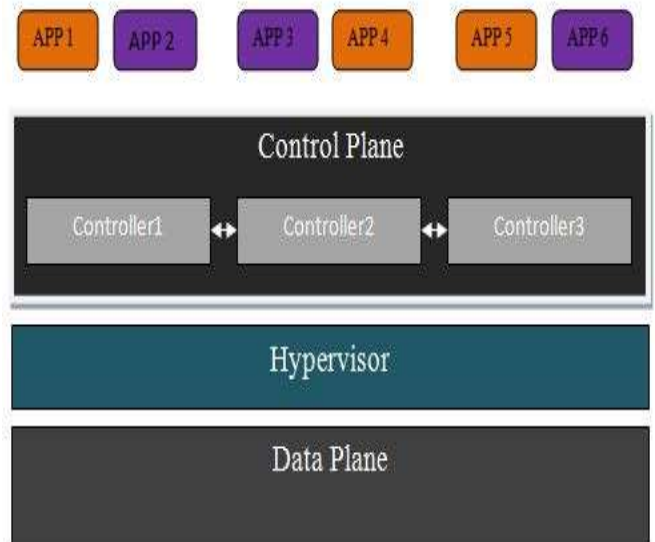 APP 1 APP 2 APP 3 APP 4 APP 5 APP 6
Control Plane
Controller1 Controller2 Controller3
Hypervisor
Data Plane